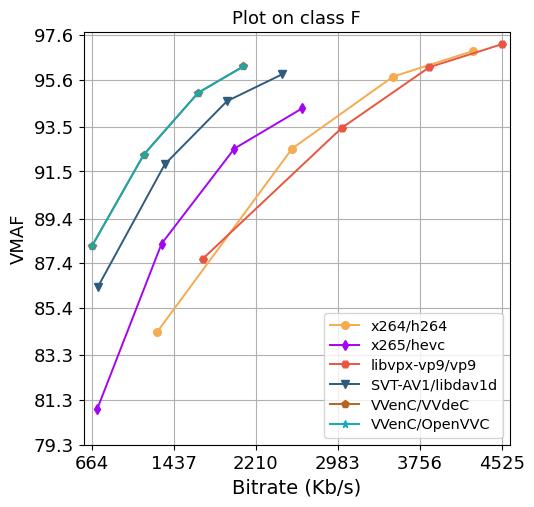 Plot on class F
97.6
95.6
93.5
91.5
89.4
87.4
85.4
83.3
81.3
79.3
VMAF
x264/h264
x265/hevc
libvpx-vp9/vp9
SVT-AV1/libdav1d
VVenC/VVdeC
VVenC/OpenVVC
664 1437 2210 2983 3756 4525
Bitrate (Kb/s)